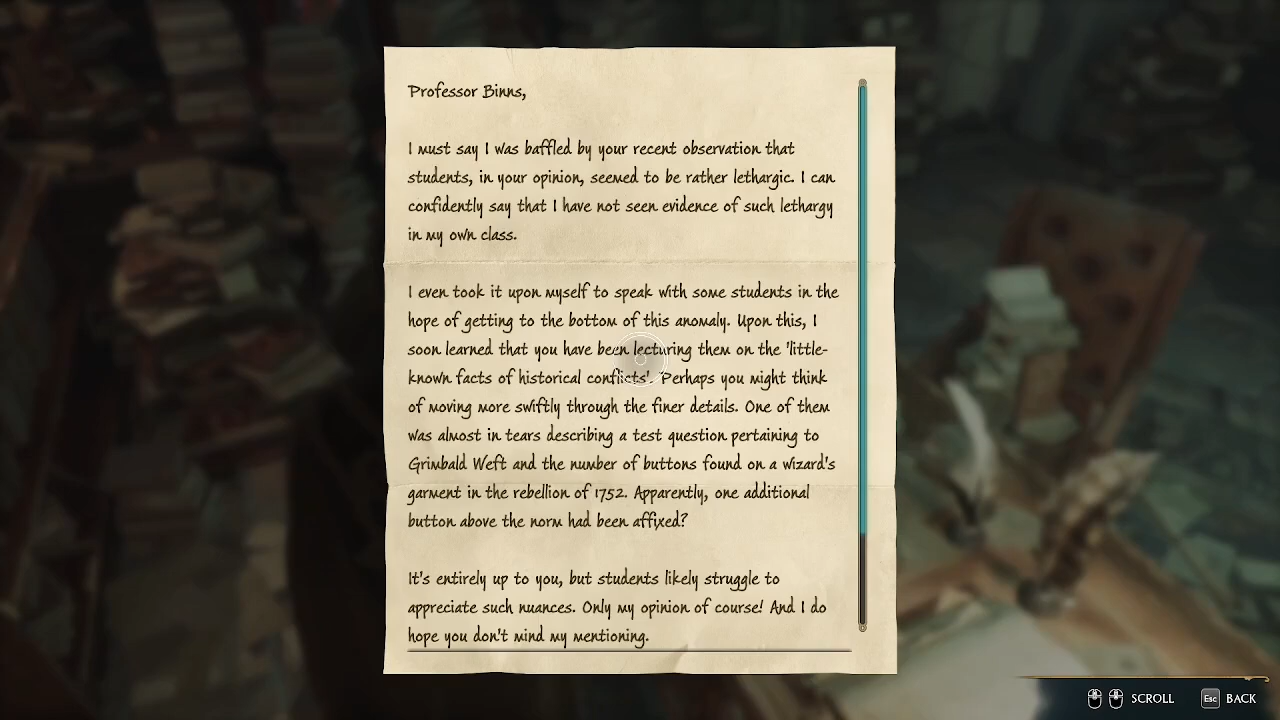 Professor Binns,
I must say I was baffled by your recent observation that
students, in your opinion, seemed to be rather lethargic. I can
confidently say that I have not seen evidence of such lethargy
in my own class.
I even took it upon myself to speak with some students in the
hope of getting to the bottom of this anomaly. Upon this, I
soon learned that you have been lecturing them on the 'little-
known facts of historical conflicts'. Perhaps you might think
of moving more swiftly through the finer details. One of them
was almost in tears describing a test question pertaining to
Grimbald Weft and the number of buttons found on a wizard's
garment in the rebellion of 1752. Apparently, one additional
button above the norm had been affixed?
It's entirely up to you, but students likely struggle to
appreciate such nuances. Only my opinion of course! And I do
hope you don't mind my mentioning.
SCROLL
Esc BACK